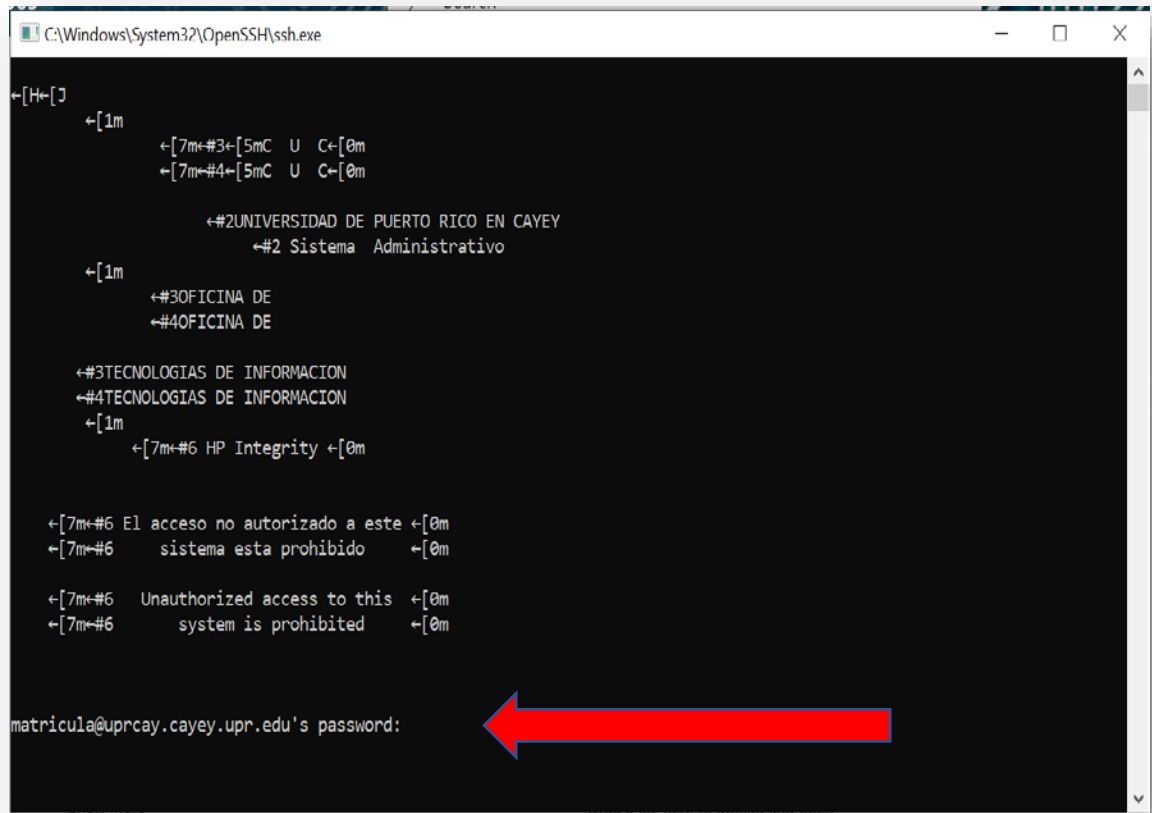 C:\Windows\System32\OpenSSH\ssh.exe
←[H←[J
←[1m
←[7m←#3←[5mC U C←[0m
←[7m←#4←[5mC U C←[0m
←#2UNIVERSIDAD DE PUERTO RICO EN CAYEY
←#2 Sistema Administrativo
←[1m
←#3OFICINA DE
←#4OFICINA DE
←#3TECNOLOGIAS DE INFORMACION
←#4TECNOLOGIAS DE INFORMACION
←[1m
←[7m←#6 HP Integrity ←[0m
←[7m←#6 El acceso no autorizado a este ←[0m
←[7m←#6 sistema esta prohibido ←[0m
←[7m←#6 Unauthorized access to this ←[0m
←[7m←#6 system is prohibited ←[0m
matricula@uprcay.cayey.upr.edu's password: